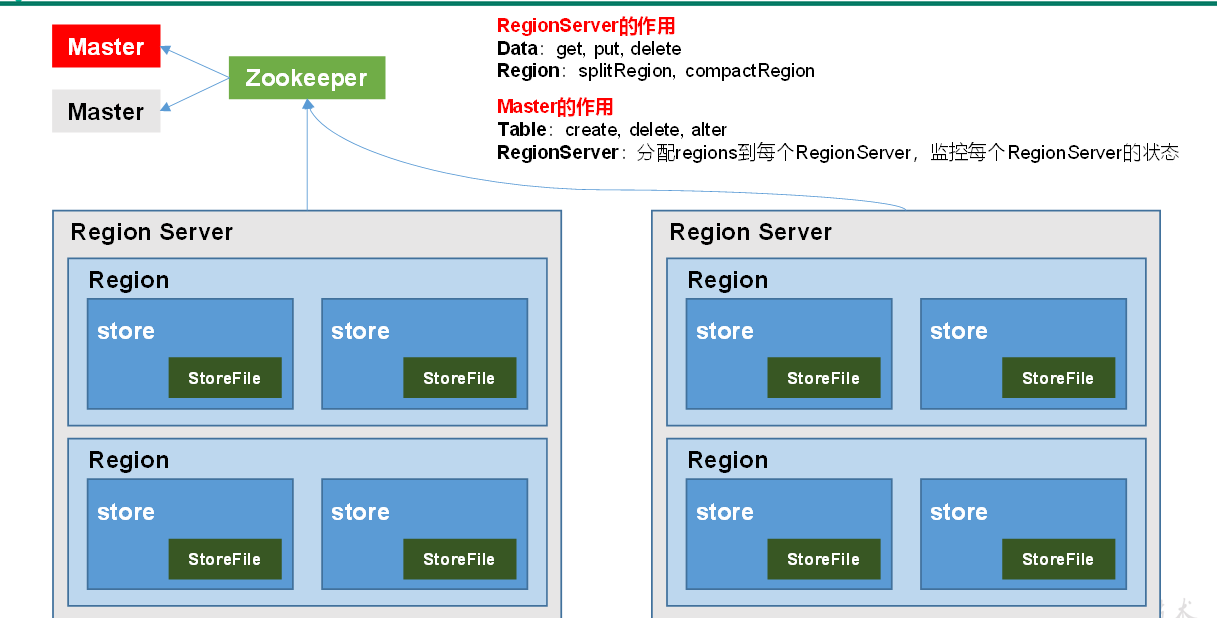 Master
Master
Zookeeper
RegionServer的作用
Data：get, put, delete
Region：splitRegion, compactRegion
Master的作用
Table：create, delete, alter
RegionServer：分配regions到每个RegionServer，监控每个RegionServer的状态
Region Server
Region
store
StoreFile
store
StoreFile
Region
store
StoreFile
store
StoreFile
Region Server
Region
store
StoreFile
store
StoreFile
Region
store
StoreFile
store
StoreFile